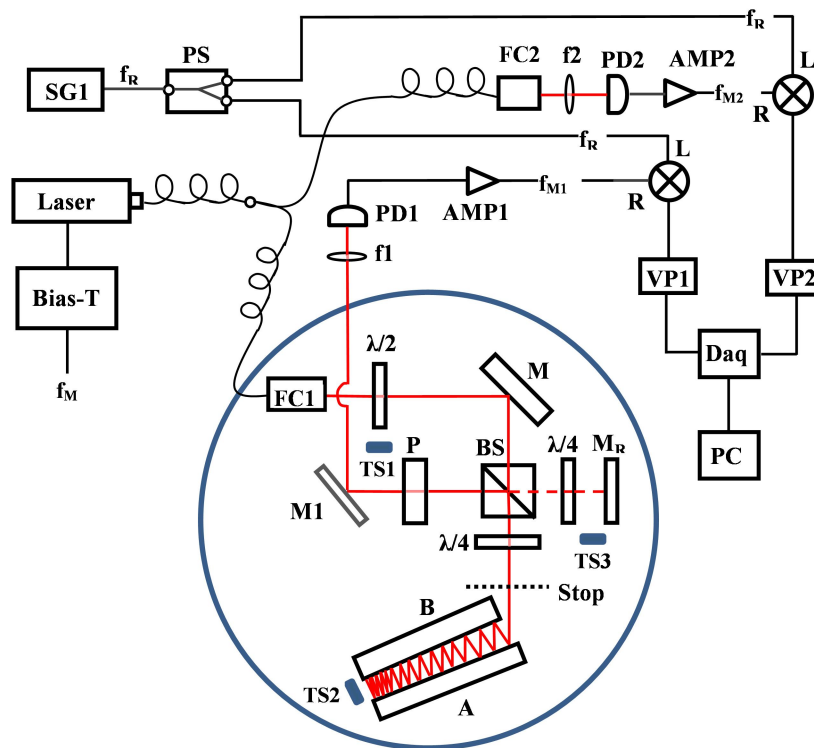 f_R
PS
FC2
f2
PD2
AMP2
L
SG1
f_R
f_M2
R
f_R
L
Laser
PD1
AMP1
f_M1
R
f1
VP1
VP2
Bias-T
λ/2
M
Daq
f_M
FC1
TS1
P
BS
λ/4
M_R
PC
M1
λ/4
TS3
Stop
B
TS2
A